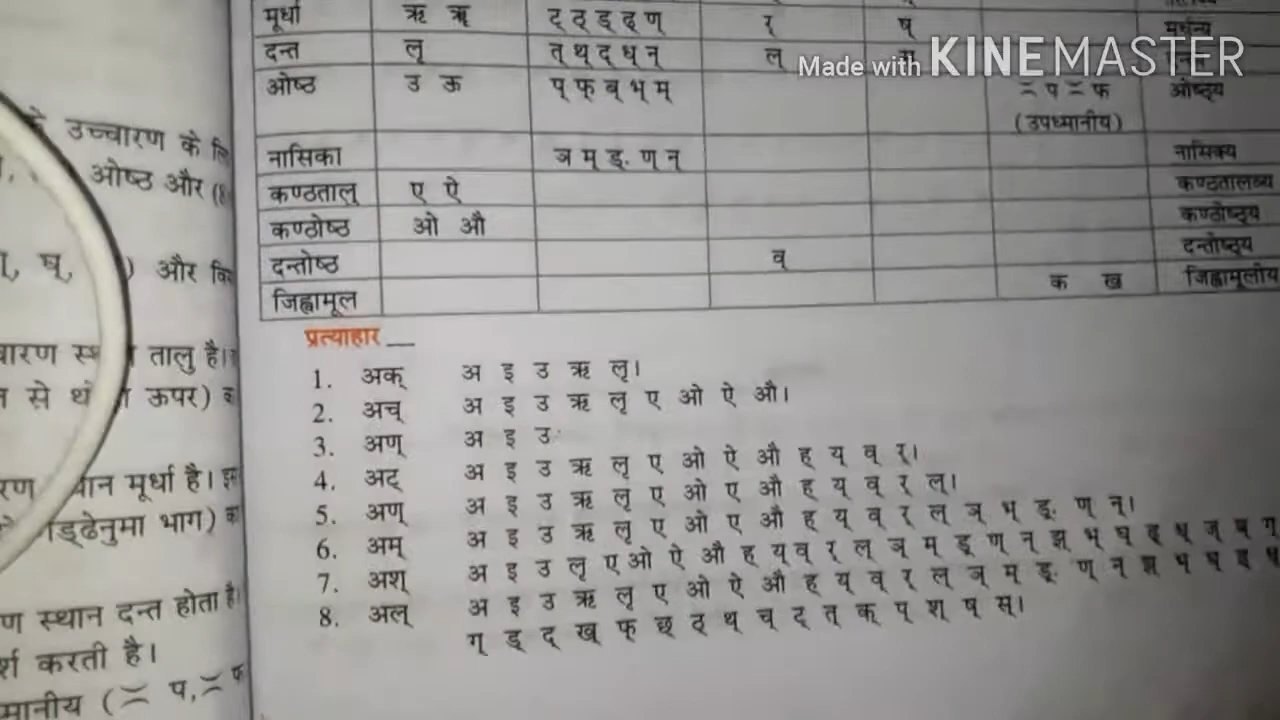 मूर्धा ऋ ॠ ट् ठ् ड् ढ् ण् र् ष्
दन्त लृ त् थ् द् ध् न् ल्
Made with KINEMASTER
ओष्ठ उ ऊ प् फ् ब् भ् म् ≍ प ≍ फ ओष्ठ्य
(उपध्मानीय)
नासिका ञ म् ङ् ण् न् नासिक्य
कण्ठतालु ए ऐ कण्ठतालव्य
कण्ठोष्ठ ओ औ कण्ठोष्ठ्य
दन्तोष्ठ व् दन्तोष्ठ्य
जिह्वामूल क ख जिह्वामूलीय
उच्चारण के
ओष्ठ और
ष्, ) और
तालु है।
से ऊपर)
मूर्धा है।
भाग)
स्थान दन्त होता है।
करती है।
(≍ प, ≍
प्रत्याहार __
1. अक् अ इ उ ऋ लृ।
2. अच् अ इ उ ऋ लृ ए ओ ऐ औ।
3. अण् अ इ उ
4. अट् अ इ उ ऋ लृ ए ओ ऐ औ ह् य् व् र्।
5. अण् अ इ उ ऋ लृ ए ओ ए औ ह् य् व् र् ल्।
6. अम् अ इ उ ऋ लृ ए ओ ए औ ह् य् व् र् ल् ञ् भ् ङ् ण् न्।
7. अश् अ इ उ लृ ए ओ ऐ औ ह् य् व् र् ल् ञ् म् ङ् ण् न् झ् भ् घ् ढ् ध् ज् ब् ग्
8. अल् अ इ उ ऋ लृ ए ओ ऐ औ ह् य् व् र् ल् ञ् म् ङ् ण् न्
ग् ड् द् ख् फ् छ् ठ् थ् च् ट् त् क् प् श् ष् स्।